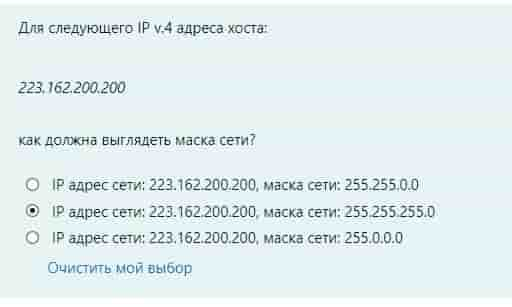 Для следующего IP v.4 адреса хоста:
223.162.200.200
как должна выглядеть маска сети?
IP адрес сети: 223.162.200.200, маска сети: 255.255.0.0
IP адрес сети: 223.162.200.200, маска сети: 255.255.255.0
IP адрес сети: 223.162.200.200, маска сети: 255.0.0.0
Очистить мой выбор